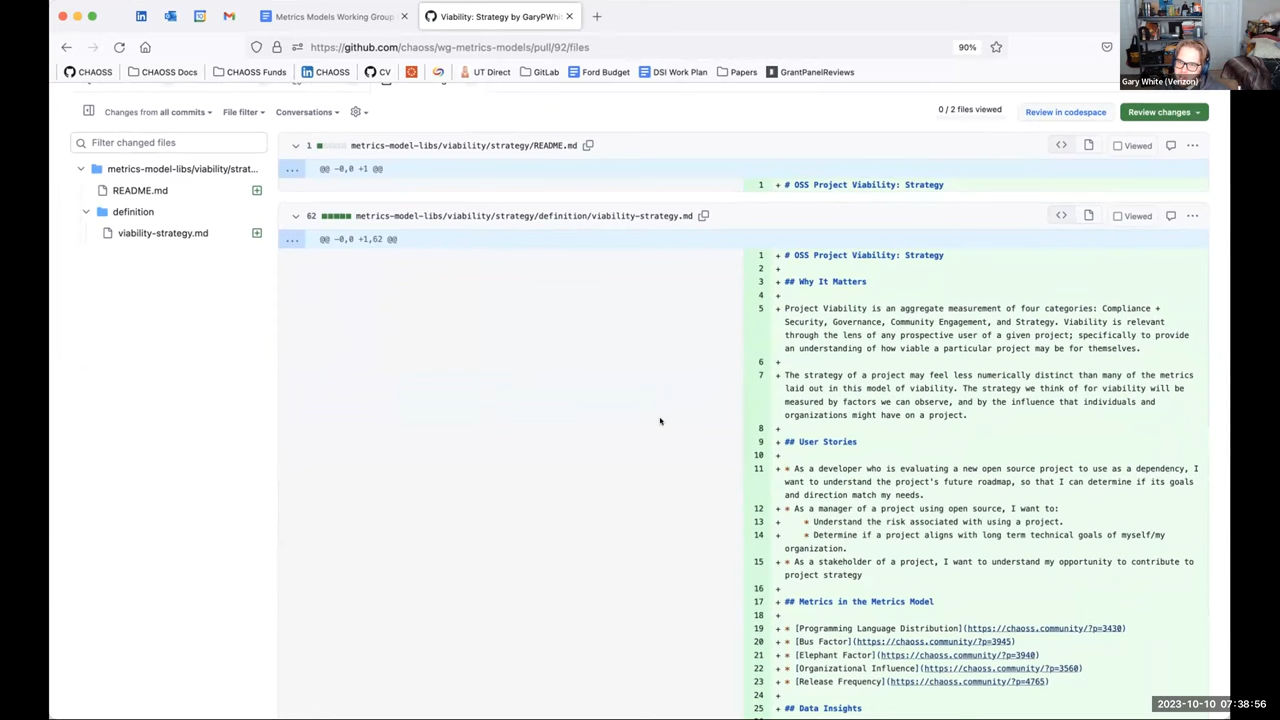 Metrics Models Working Group
Viability: Strategy by GaryPWhi
https://github.com/chaoss/wg-metrics-models/pull/92/files
90%
CHAOSS
CHAOSS Docs
CHAOSS Funds
CHAOSS
CV
UT Direct
GitLab
Ford Budget
DSI Work Plan
Papers
GrantPanelReviews
Gary White (Verizon)
Changes from all commits
File filter
Conversations
0 / 2 files viewed
Review in codespace
Review changes
Filter changed files
metrics-model-libs/viability/strat...
README.md
definition
viability-strategy.md
1 metrics-model-libs/viability/strategy/README.md
Viewed
... @@ -0,0 +1 @@
1 + # OSS Project Viability: Strategy
62 metrics-model-libs/viability/strategy/definition/viability-strategy.md
Viewed
... @@ -0,0 +1,62 @@
1 + # OSS Project Viability: Strategy
2 +
3 + ## Why It Matters
4 +
5 + Project Viability is an aggregate measurement of four categories: Compliance +
Security, Governance, Community Engagement, and Strategy. Viability is relevant
through the lens of any prospective user of a given project; specifically to provide
an understanding of how viable a particular project may be for themselves.
6 +
7 + The strategy of a project may feel less numerically distinct than many of the metrics
laid out in this model of viability. The strategy we think of for viability will be
measured by factors we can observe, and by the influence that individuals and
organizations might have on a project.
8 +
9 + ## User Stories
10 +
11 + * As a developer who is evaluating a new open source project to use as a dependency, I
want to understand the project's future roadmap, so that I can determine if its goals
and direction match my needs.
12 + * As a manager of a project using open source, I want to:
13 + * Understand the risk associated with using a project.
14 + * Determine if a project aligns with long term technical goals of myself/my
organization.
15 + * As a stakeholder of a project, I want to understand my opportunity to contribute to
project strategy
16 +
17 + ## Metrics in the Metrics Model
18 +
19 + * [Programming Language Distribution](https://chaoss.community/?p=3430)
20 + * [Bus Factor](https://chaoss.community/?p=3945)
21 + * [Elephant Factor](https://chaoss.community/?p=3940)
22 + * [Organizational Influence](https://chaoss.community/?p=3560)
23 + * [Release Frequency](https://chaoss.community/?p=4765)
24 +
25 + ## Data Insights
2023-10-10 07:38:56